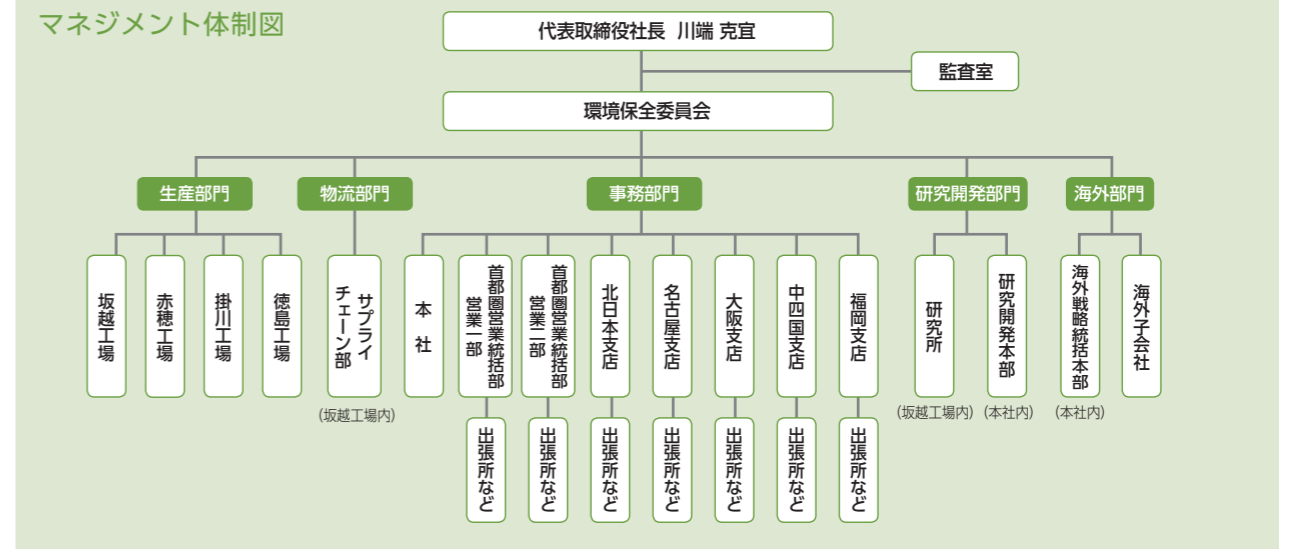 マネジメント体制図
代表取締役社長 川端 克宜
監査室
環境保全委員会
生産部門
物流部門
事務部門
研究開発部門
海外部門
坂越工場
赤穂工場
掛川工場
徳島工場
サプライ
チェーン部
本社
首都圏営業統括部
営業一部
首都圏営業統括部
営業二部
北日本支店
名古屋支店
大阪支店
中四国支店
福岡支店
研究所
研究開発本部
海外戦略統括本部
海外子会社
(坂越工場内)
(坂越工場内)
(本社内)
(本社内)
出張所など
出張所など
出張所など
出張所など
出張所など
出張所など
出張所など